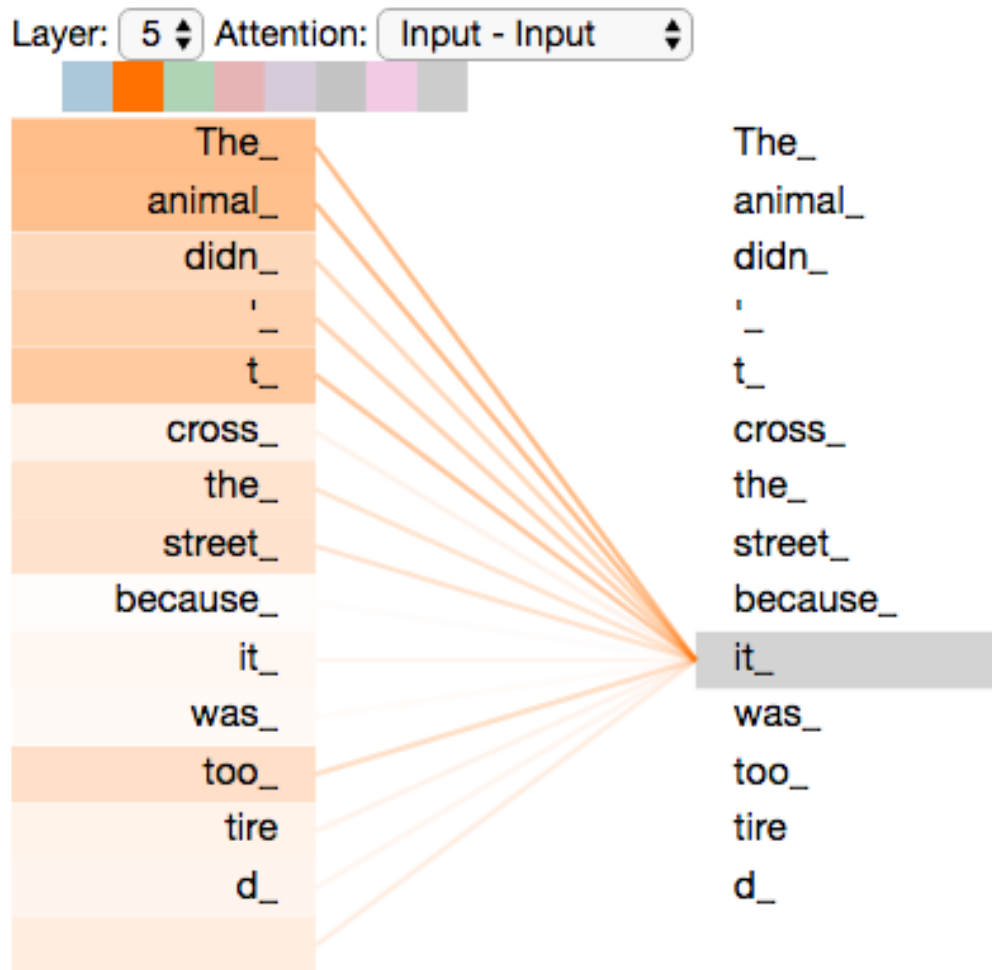 Layer: 5 Attention: Input - Input
The_ The_
animal_ animal_
didn_ didn_
'_ '_
t_ t_
cross_ cross_
the_ the_
street_ street_
because_ because_
it_ it_
was_ was_
too_ too_
tire tire
d_ d_